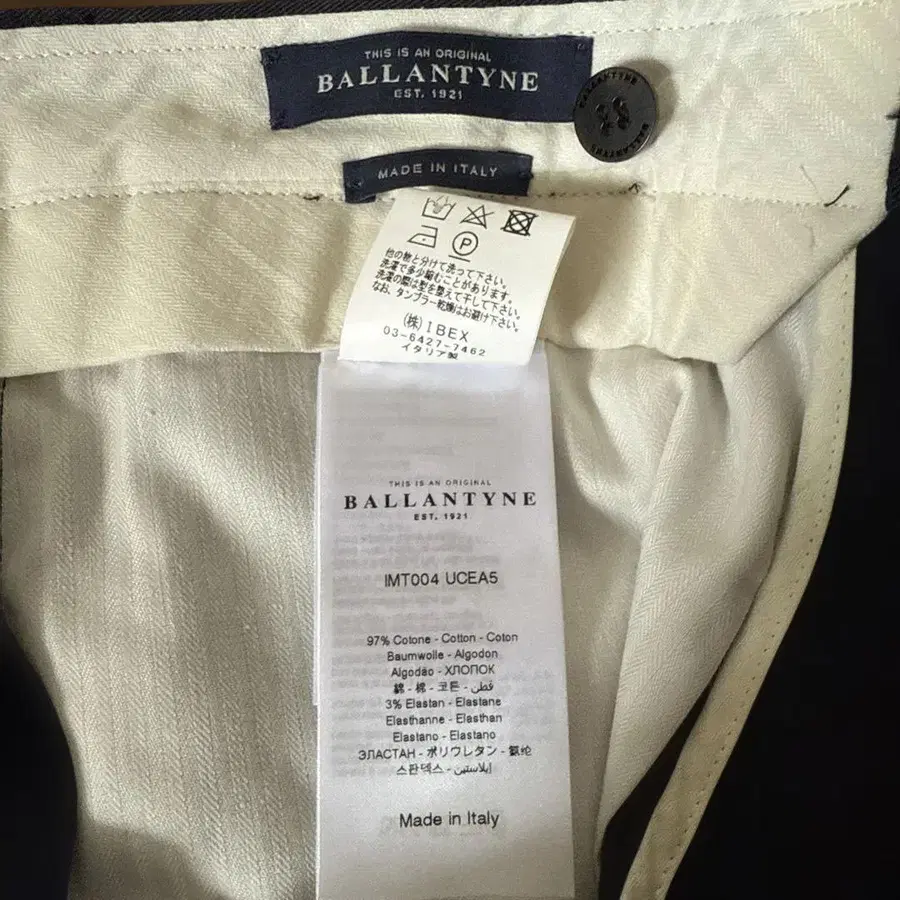 THIS IS AN ORIGINAL
BALLANTYNE
EST. 1921
BALLANTYNE
BALLANTYNE
MADE IN ITALY
P
他の物と分けて洗って下さい。
洗濯で多少縮むことがあります。
洗濯の際は型を整えて干して下さい。
なお、タンブラー乾燥はお避け下さい。
(株)IBEX
03-6427-7462
イタリア製
THIS IS AN ORIGINAL
BALLANTYNE
EST. 1921
IMT004 UCEA5
97% Cotone - Cotton - Coton
Baumwolle - Algodon
Algodão - ХЛОПОК
綿 - 棉 - 코튼 - قطن
3% Elastan - Elastane
Elasthanne - Elasthan
Elastano - Elastano
ЭЛАСТАН - ポリウレタン - 氨纶
스판덱스 - إيلاستين
Made in Italy